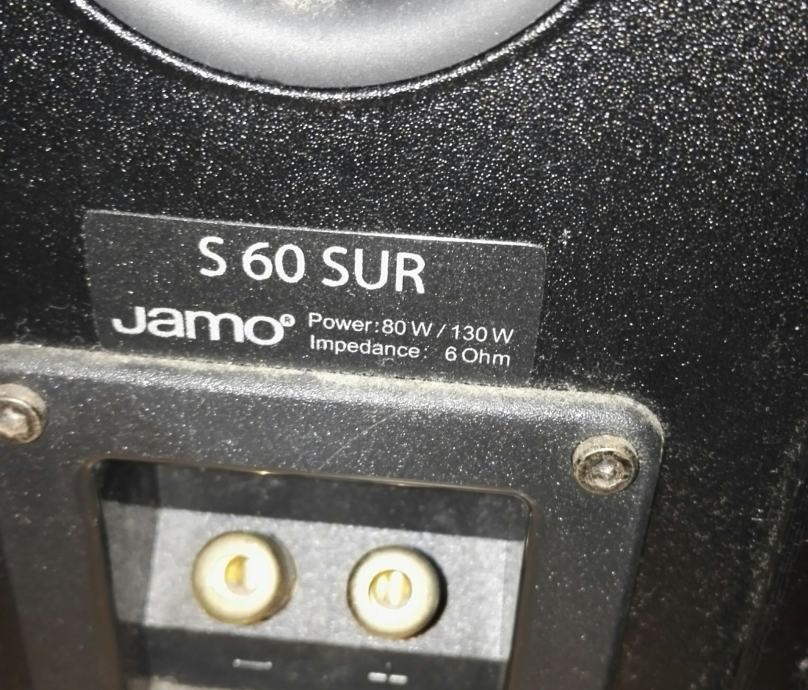 S 60 SUR
Jamo®
Power: 80 W / 130 W
Impedance: 6 Ohm